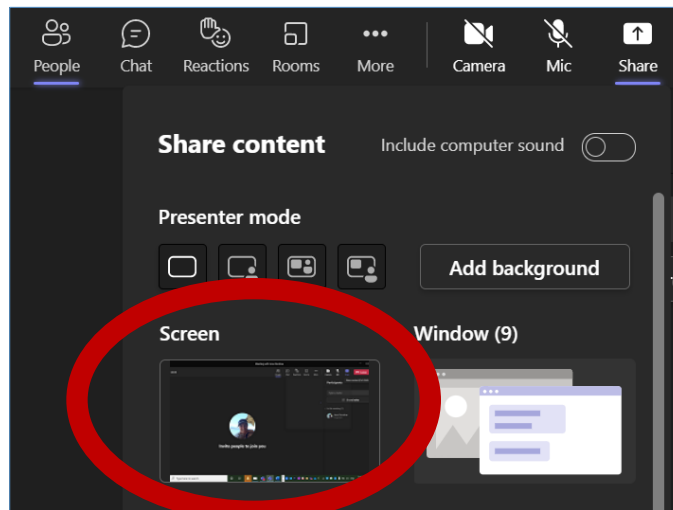 People Chat Reactions Rooms More Camera Mic Share
Share content Include computer sound
Presenter mode
Add background
Screen Window (9)
Invite people to join you